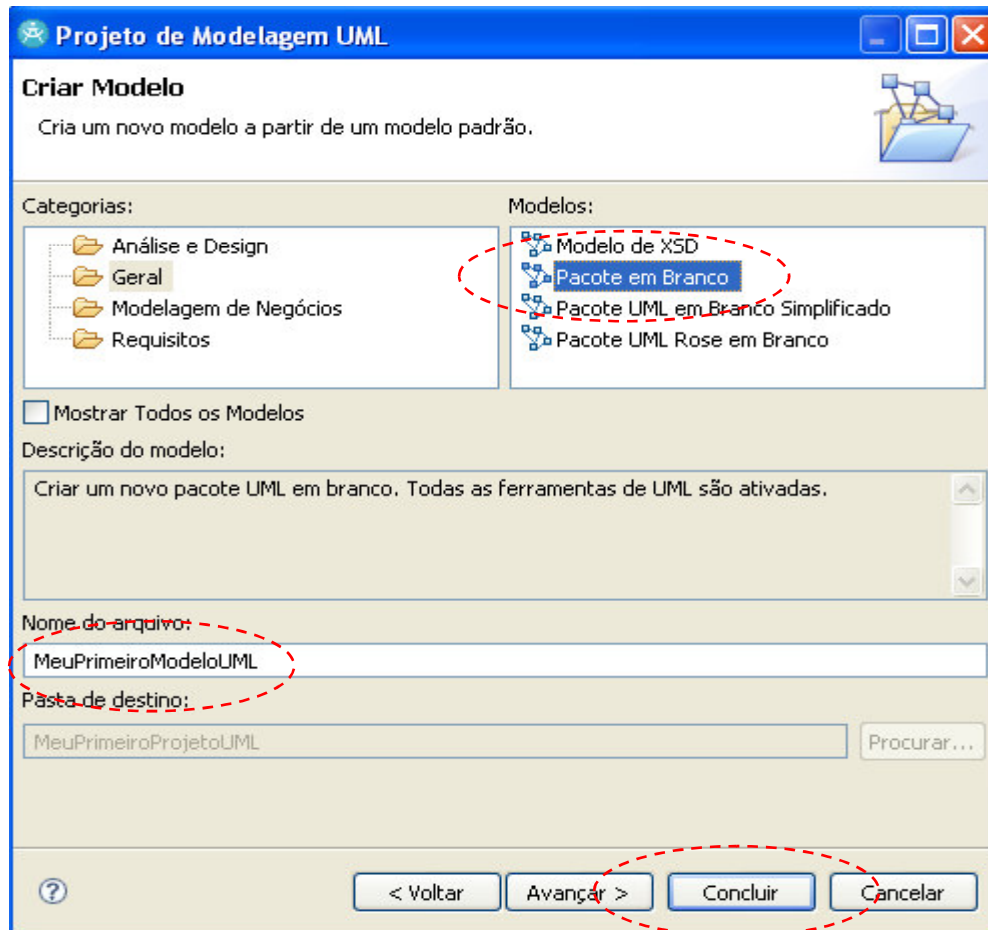 Projeto de Modelagem UML
Criar Modelo
Cria um novo modelo a partir de um modelo padrão.
Categorias:
Análise e Design
Geral
Modelagem de Negócios
Requisitos
Modelos:
Modelo de XSD
Pacote em Branco
Pacote UML em Branco Simplificado
Pacote UML Rose em Branco
Mostrar Todos os Modelos
Descrição do modelo:
Criar um novo pacote UML em branco. Todas as ferramentas de UML são ativadas.
Nome do arquivo:
MeuPrimeiroModeloUML
Pasta de destino:
MeuPrimeiroProjetoUML
Procurar...
?
< Voltar
Avançar >
Concluir
Cancelar